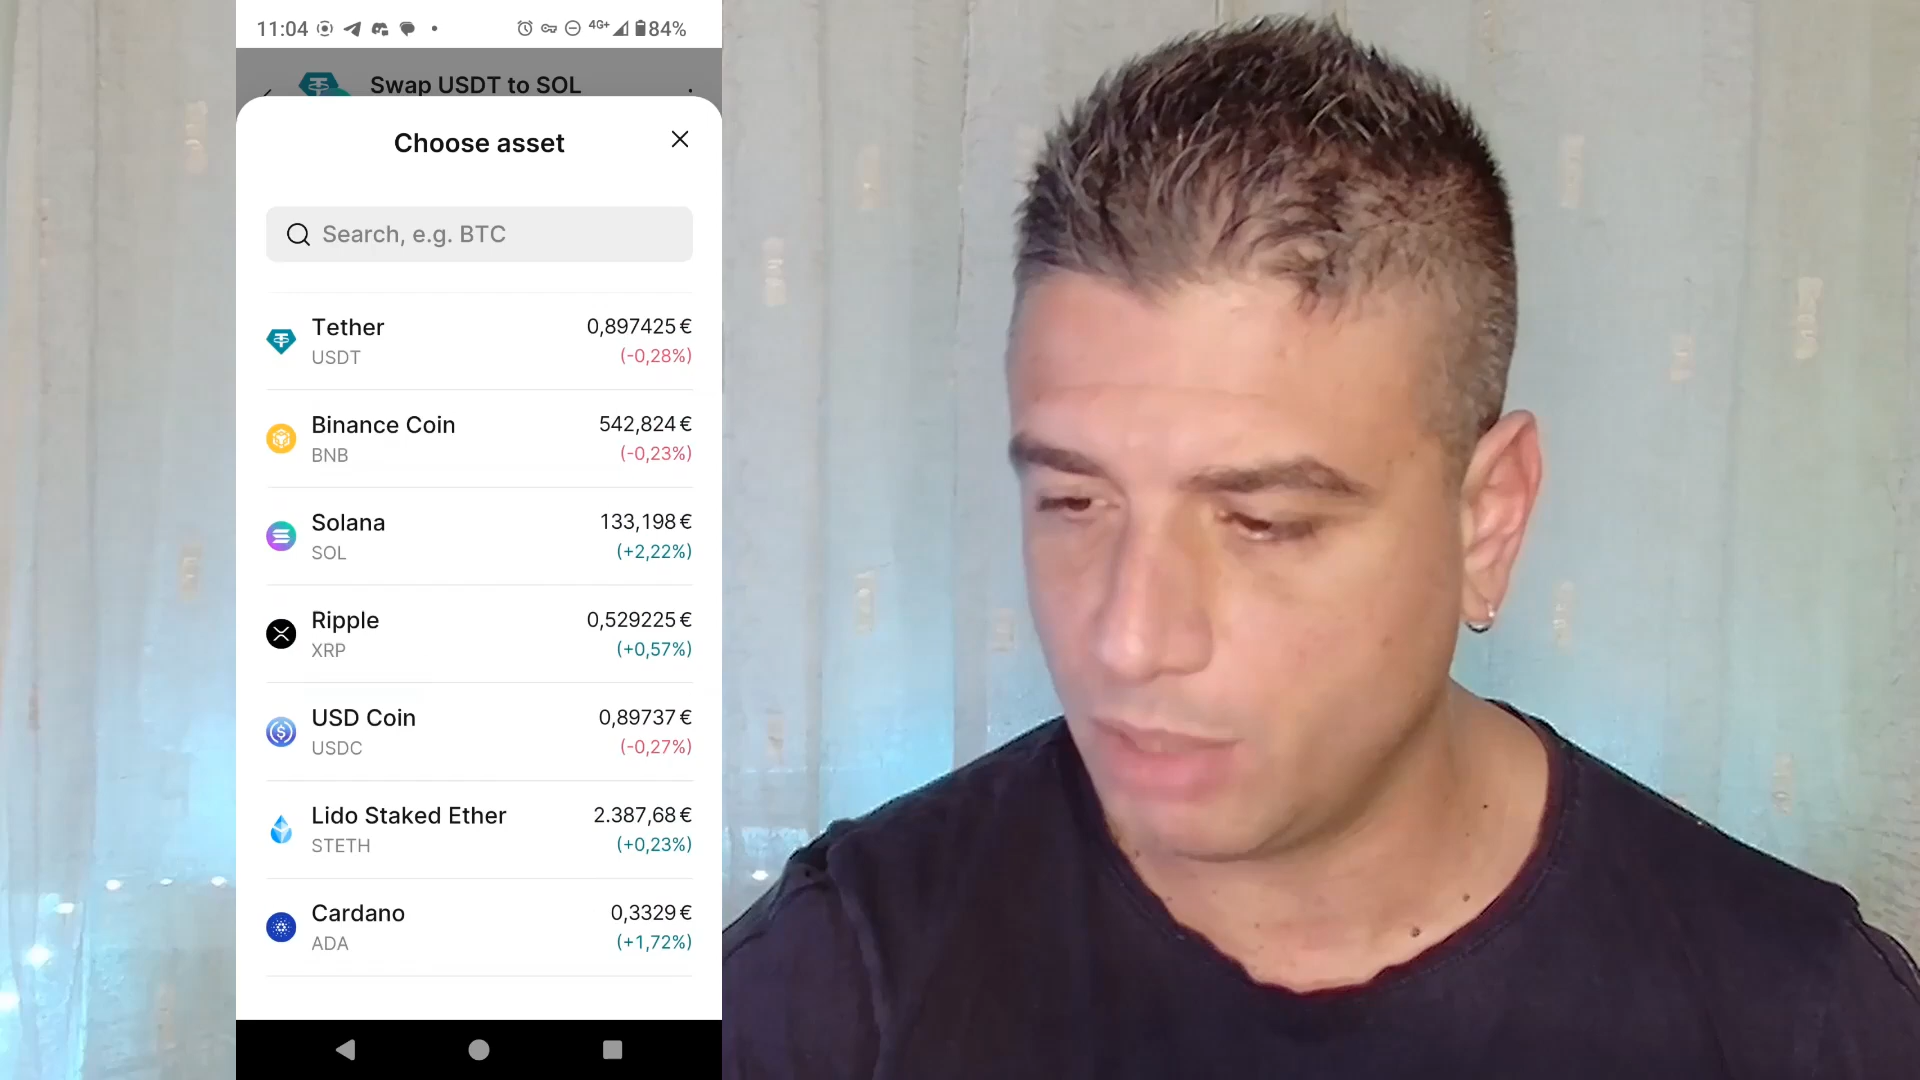 11:04 4G+ 84%
Swap USDT to SOL
Choose asset
Search, e.g. BTC
Tether 0,897425 €
USDT (-0,28%)
Binance Coin 542,824 €
BNB (-0,23%)
Solana 133,198 €
SOL (+2,22%)
Ripple 0,529225 €
XRP (+0,57%)
USD Coin 0,89737 €
USDC (-0,27%)
Lido Staked Ether 2.387,68 €
STETH (+0,23%)
Cardano 0,3329 €
ADA (+1,72%)